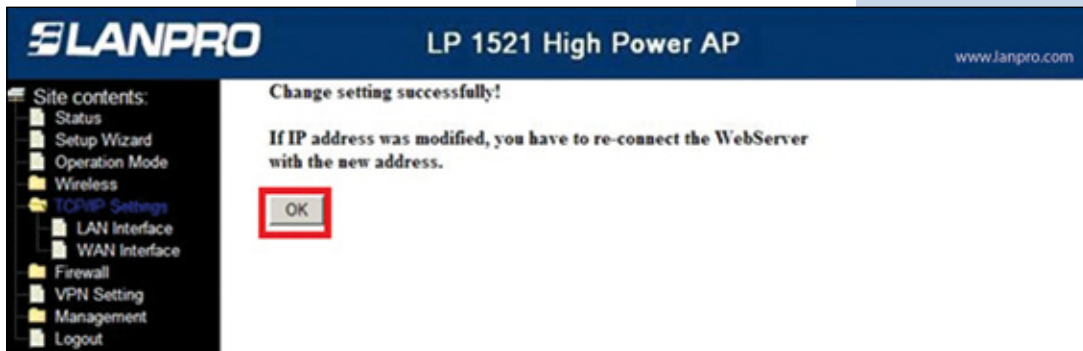 LANPRO
LP 1521 High Power AP
www.lanpro.com
Site contents:
Status
Setup Wizard
Operation Mode
Wireless
TCP/IP Settings
LAN Interface
WAN Interface
Firewall
VPN Setting
Management
Logout
Change setting successfully!
If IP address was modified, you have to re-connect the WebServer
with the new address.
OK